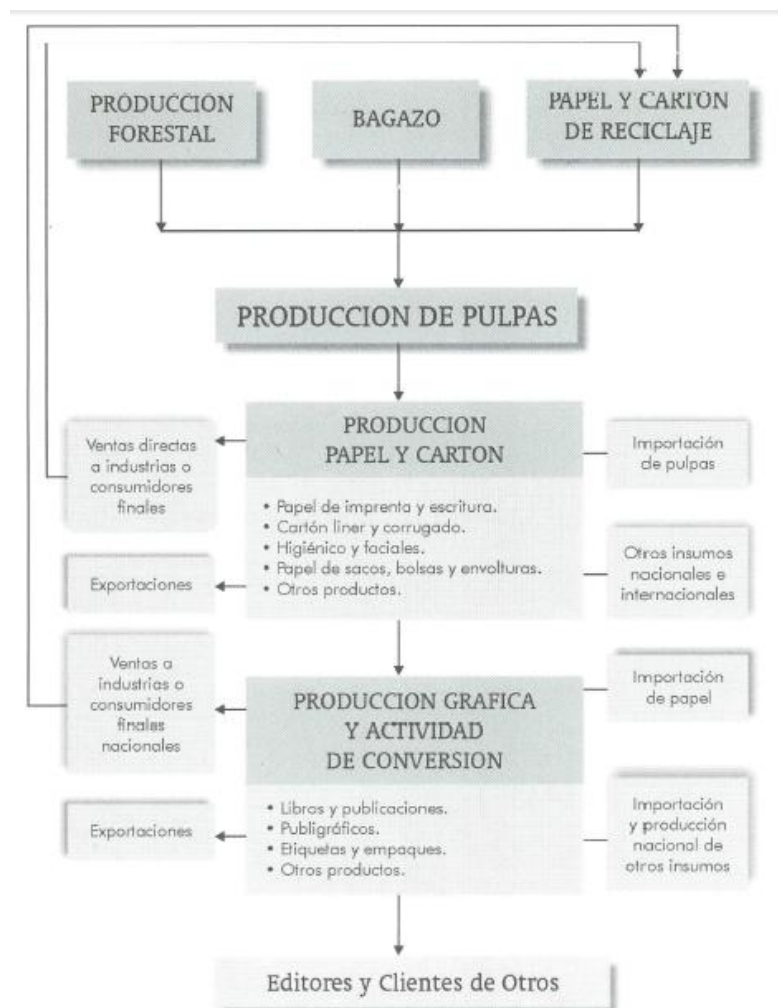 PRODUCCIÓN
FORESTAL
BAGAZO
PAPEL Y CARTON
DE RECICLAJE
PRODUCCION DE PULPAS
PRODUCCION
PAPEL Y CARTON
• Papel de imprenta y escritura.
• Cartón liner y corrugado.
• Higiénico y faciales.
• Papel de sacos, bolsas y envolturas.
• Otros productos.
Ventas directas
a industrias o
consumidores
finales
Exportaciones
Importación
de pulpas
Otros insumos
nacionales e
internacionales
Ventas a
industrias o
consumidores
finales
nacionales
Exportaciones
PRODUCCION GRAFICA
Y ACTIVIDAD
DE CONVERSION
• Libros y publicaciones.
• Publigráficos.
• Etiquetas y empaques.
• Otros productos.
Importación
de papel
Importación
y producción
nacional de
otros insumos
Editores y Clientes de Otros